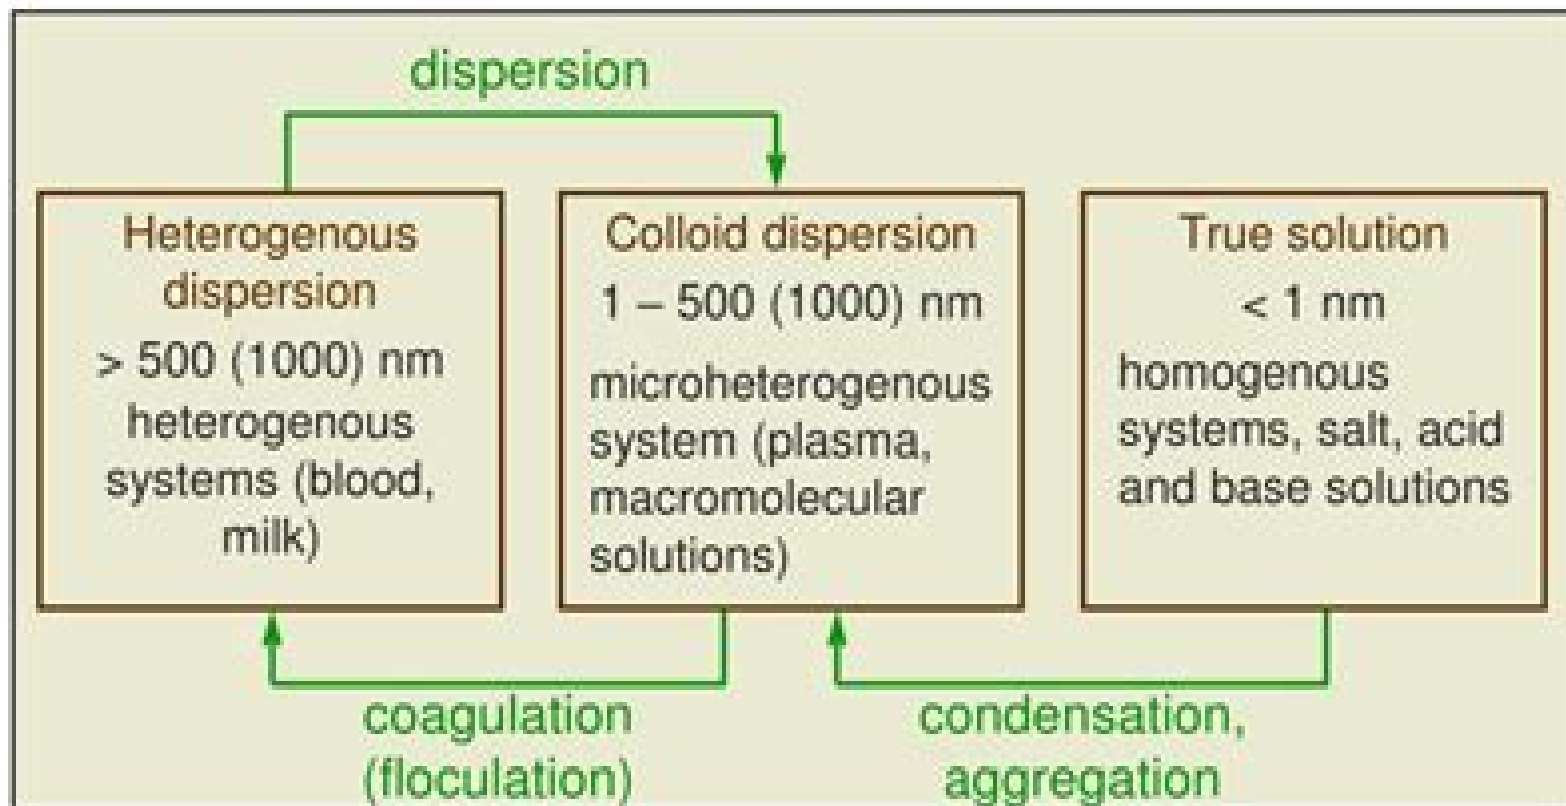 dispersion
Heterogenous
dispersion
> 500 (1000) nm
heterogenous
systems (blood,
milk)
Colloid dispersion
1 – 500 (1000) nm
microheterogenous
system (plasma,
macromolecular
solutions)
True solution
< 1 nm
homogenous
systems, salt, acid
and base solutions
coagulation
(floculation)
condensation,
aggregation